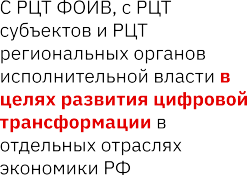 С РЦТ ФОИВ, с РЦТ
субъектов и РЦТ
региональных органов
исполнительной власти в
целях развития цифровой
трансформации в
отдельных отраслях
экономики РФ